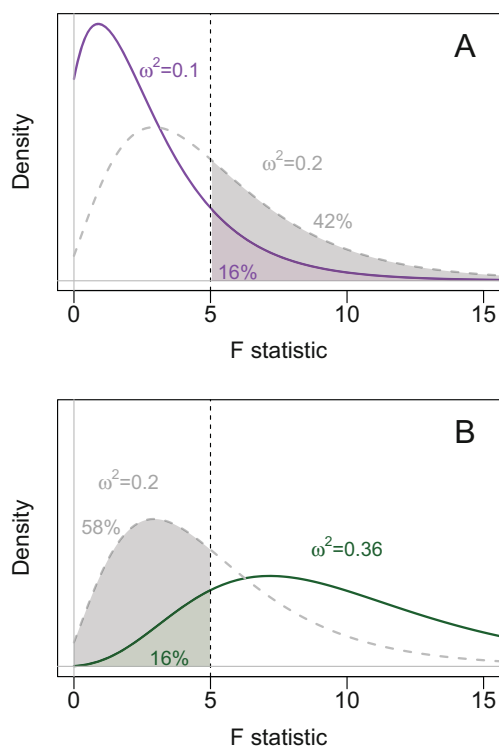 A
ω²=0.1
ω²=0.2
42%
16%
Density
0 5 10 15
F statistic
B
ω²=0.2
58%
ω²=0.36
16%
Density
0 5 10 15
F statistic